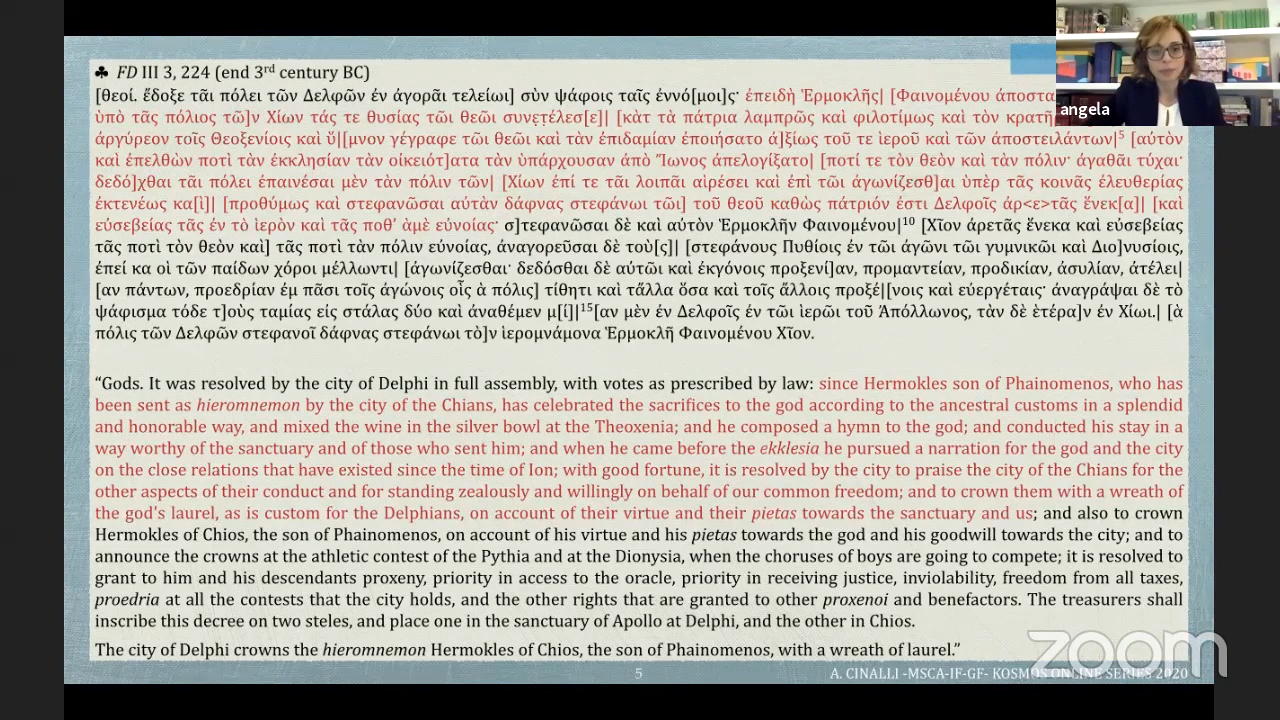 ♣ FD III 3, 224 (end 3rd century BC)
[θεοί. ἔδοξε τᾶι πόλει τῶν Δελφῶν ἐν ἀγορᾶι τελείωι] σὺν ψάφοις ταῖς ἐννό[μοι]ς· ἐπειδὴ Ἑρμοκλῆς| [Φαινομένου ἀποστα
ὑπὸ τᾶς πόλιος τῶ]ν Χίων τάς τε θυσίας τῶι θεῶι συνετέλεσ[ε]| [κὰτ τὰ πάτρια λαμπρῶς καὶ φιλοτίμως καὶ τὸν κρατῆ
ἀργύρεον τοῖς Θεοξενίοις καὶ ὕ|[μνον γέγραφε τῶι θεῶι καὶ τὰν ἐπιδαμίαν ἐποιήσατο ἀ]ξίως τοῦ τε ἱεροῦ καὶ τῶν ἀποστειλάντων|5 [αὐτὸν
καὶ ἐπελθὼν ποτὶ τὰν ἐκκλησίαν τὰν οἰκειότ]ατα τὰν ὑπάρχουσαν ἀπὸ Ἴωνος ἀπελογίξατο| [ποτί τε τὸν θεὸν καὶ τὰν πόλιν· ἀγαθᾶι τύχαι·
δεδό]χθαι τᾶι πόλει ἐπαινέσαι μὲν τὰν πόλιν τῶν| [Χίων ἐπί τε τᾶι λοιπᾶι αἱρέσει καὶ ἐπὶ τῶι ἀγωνίζεσθ]αι ὑπὲρ τᾶς κοινᾶς ἐλευθερίας
ἐκτενέως κα[ὶ]| [προθύμως καὶ στεφανῶσαι αὐτὰν δάφνας στεφάνωι τῶι] τοῦ θεοῦ καθὼς πάτριόν ἐστι Δελφοῖς ἀρ<ε>τᾶς ἕνεκ[α]| [καὶ
εὐσεβείας τᾶς ἐν τὸ ἱερὸν καὶ τᾶς ποθ’ ἁμὲ εὐνοίας· σ]τεφανῶσαι δὲ καὶ αὐτὸν Ἑρμοκλῆν Φαινομένου|10 [Χῖον ἀρετᾶς ἕνεκα καὶ εὐσεβείας
τᾶς ποτὶ τὸν θεὸν καὶ] τᾶς ποτὶ τὰν πόλιν εὐνοίας, ἀναγορεῦσαι δὲ τοὺ[ς]| [στεφάνους Πυθίοις ἐν τῶι ἀγῶνι τῶι γυμνικῶι καὶ Διο]νυσίοις,
ἐπεί κα οἱ τῶν παίδων χόροι μέλλωντι| [ἀγωνίζεσθαι δεδόσθαι δὲ αὐτῶι καὶ ἐκγόνοις προξενί]αν, προμαντείαν, προδικίαν, ἀσυλίαν, ἀτέλει|
[αν πάντων, προεδρίαν ἐμ πᾶσι τοῖς ἀγώνοις οἷς ἁ πόλις] τίθητι καὶ τἄλλα ὅσα καὶ τοῖς ἄλλοις προξέ|[νοις καὶ εὐεργέταις· ἀναγράψαι δὲ τὸ
ψάφισμα τόδε τ]οὺς ταμίας εἰς στάλας δύο καὶ ἀναθέμεν μ[ί]|15[αν μὲν ἐν Δελφοῖς ἐν τῶι ἱερῶι τοῦ Ἀπόλλωνος, τὰν δὲ ἑτέρα]ν ἐν Χίωι.| [ἁ
πόλις τῶν Δελφῶν στεφανοῖ δάφνας στεφάνωι τὸ]ν ἱερομνάμονα Ἑρμοκλῆ Φαινομένου Χῖον.
“Gods. It was resolved by the city of Delphi in full assembly, with votes as prescribed by law: since Hermokles son of Phainomenos, who has
been sent as hieromnemon by the city of the Chians, has celebrated the sacrifices to the god according to the ancestral customs in a splendid
and honorable way, and mixed the wine in the silver bowl at the Theoxenia; and he composed a hymn to the god; and conducted his stay in a
way worthy of the sanctuary and of those who sent him; and when he came before the ekklesia he pursued a narration for the god and the city
on the close relations that have existed since the time of Ion; with good fortune, it is resolved by the city to praise the city of the Chians for the
other aspects of their conduct and for standing zealously and willingly on behalf of our common freedom; and to crown them with a wreath of
the god's laurel, as is custom for the Delphians, on account of their virtue and their pietas towards the sanctuary and us; and also to crown
Hermokles of Chios, the son of Phainomenos, on account of his virtue and his pietas towards the god and his goodwill towards the city; and to
announce the crowns at the athletic contest of the Pythia and at the Dionysia, when the choruses of boys are going to compete; it is resolved to
grant to him and his descendants proxeny, priority in access to the oracle, priority in receiving justice, inviolability, freedom from all taxes,
proedria at all the contests that the city holds, and the other rights that are granted to other proxenoi and benefactors. The treasurers shall
inscribe this decree on two steles, and place one in the sanctuary of Apollo at Delphi, and the other in Chios.
The city of Delphi crowns the hieromnemon Hermokles of Chios, the son of Phainomenos, with a wreath of laurel.”
5
A. CINALLI -MSCA-IF-GF- KOSMOS ONLINE SERIES 2020
angela
zoom